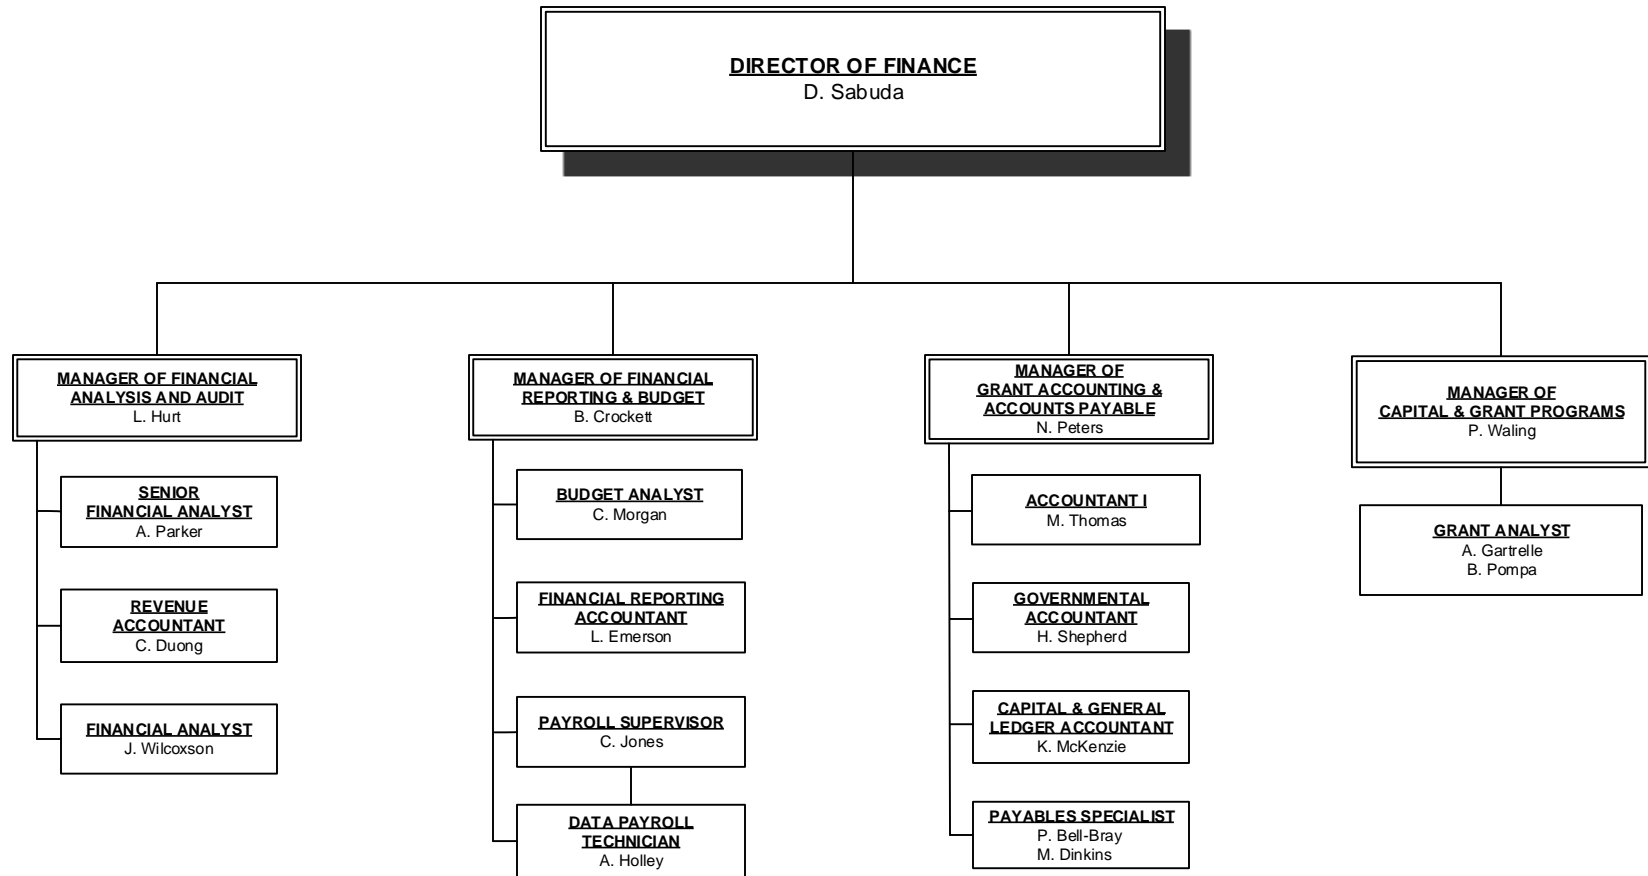 DIRECTOR OF FINANCE
D. Sabuda
MANAGER OF FINANCIAL
ANALYSIS AND AUDIT
L. Hurt
SENIOR
FINANCIAL ANALYST
A. Parker
REVENUE
ACCOUNTANT
C. Duong
FINANCIAL ANALYST
J. Wilcoxson
MANAGER OF FINANCIAL
REPORTING & BUDGET
B. Crockett
BUDGET ANALYST
C. Morgan
FINANCIAL REPORTING
ACCOUNTANT
L. Emerson
PAYROLL SUPERVISOR
C. Jones
DATA PAYROLL
TECHNICIAN
A. Holley
MANAGER OF
GRANT ACCOUNTING &
ACCOUNTS PAYABLE
N. Peters
ACCOUNTANT I
M. Thomas
GOVERNMENTAL
ACCOUNTANT
H. Shepherd
CAPITAL & GENERAL
LEDGER ACCOUNTANT
K. McKenzie
PAYABLES SPECIALIST
P. Bell-Bray
M. Dinkins
MANAGER OF
CAPITAL & GRANT PROGRAMS
P. Waling
GRANT ANALYST
A. Gartrelle
B. Pompa